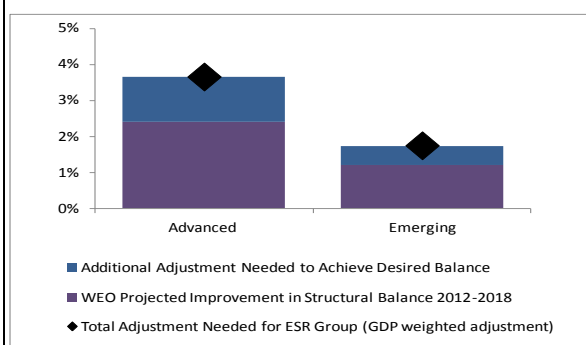 5%
4%
3%
2%
1%
0%
Advanced Emerging
Additional Adjustment Needed to Achieve Desired Balance
WEO Projected Improvement in Structural Balance 2012-2018
Total Adjustment Needed for ESR Group (GDP weighted adjustment)